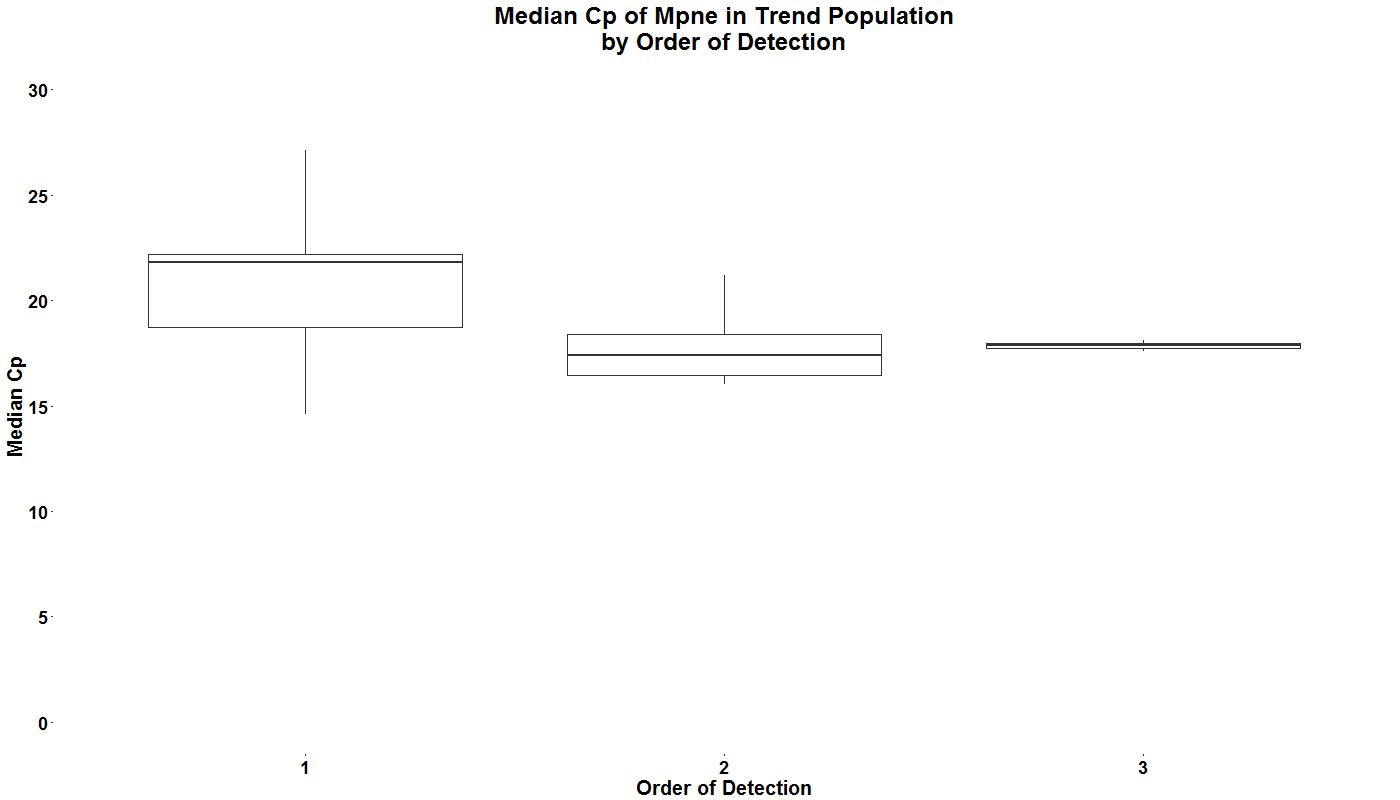 Median Cp of Mpne in Trend Population
by Order of Detection
30
25
20
15
10
5
0
Median Cp
1
2
3
Order of Detection